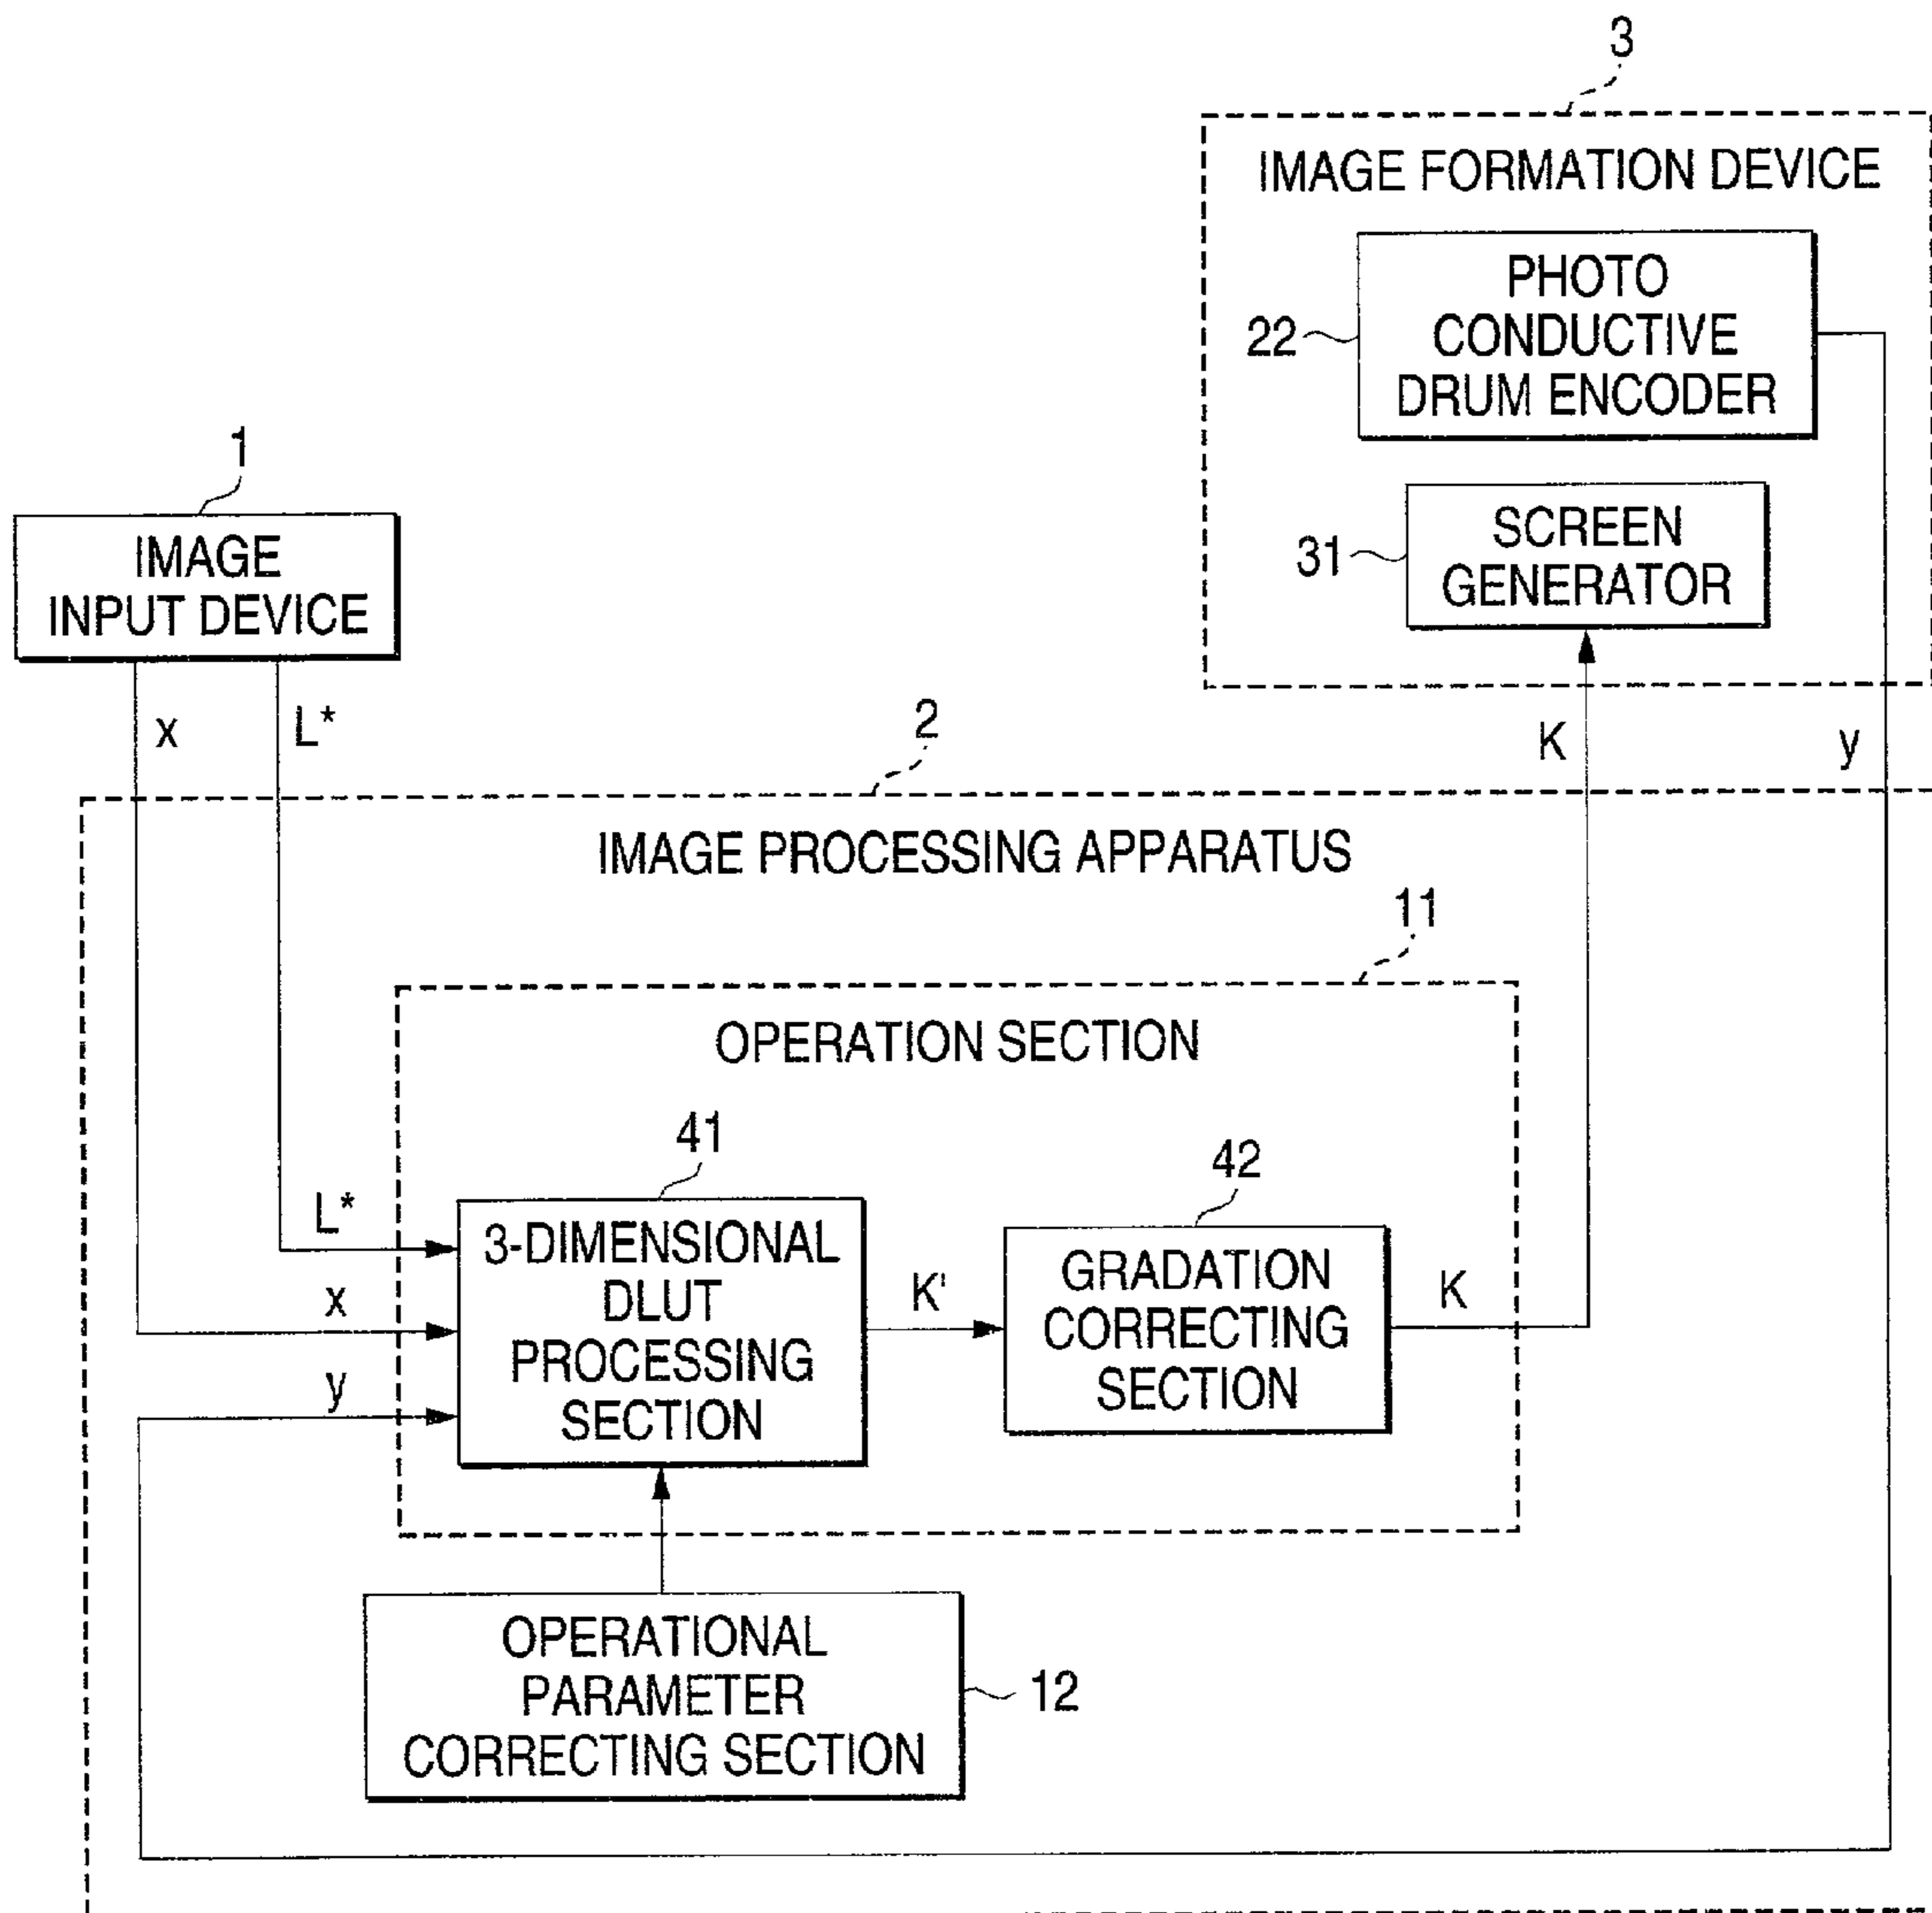 3
IMAGE FORMATION DEVICE
PHOTO
CONDUCTIVE
DRUM ENCODER
22
SCREEN
GENERATOR
31
1
IMAGE
INPUT DEVICE
x
L*
K
y
2
IMAGE PROCESSING APPARATUS
11
OPERATION SECTION
41
42
L*
x
y
3-DIMENSIONAL
DLUT
PROCESSING
SECTION
K'
GRADATION
CORRECTING
SECTION
K
OPERATIONAL
PARAMETER
CORRECTING SECTION
12